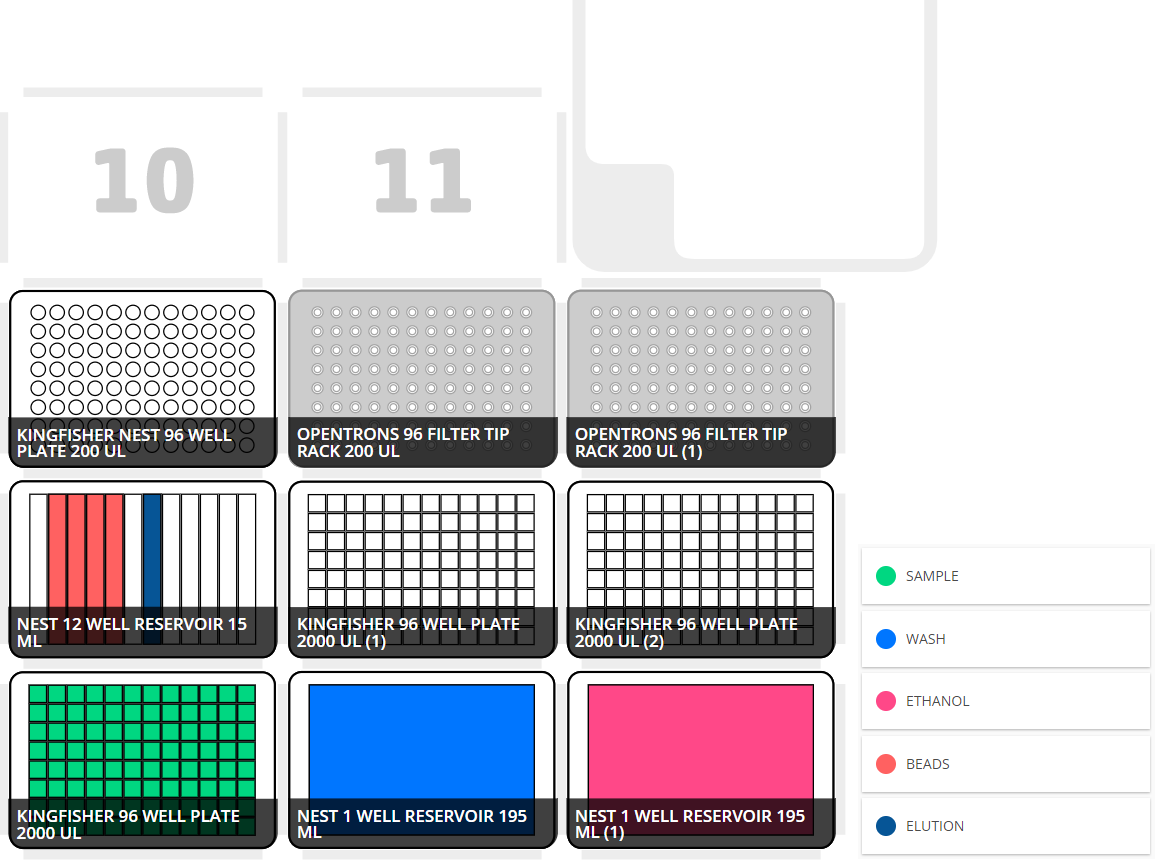 10
11
KINGFISHER NEST 96 WELL
PLATE 200 UL
OPENTRONS 96 FILTER TIP
RACK 200 UL
OPENTRONS 96 FILTER TIP
RACK 200 UL (1)
NEST 12 WELL RESERVOIR 15
ML
KINGFISHER 96 WELL PLATE
2000 UL (1)
KINGFISHER 96 WELL PLATE
2000 UL (2)
KINGFISHER 96 WELL PLATE
2000 UL
NEST 1 WELL RESERVOIR 195
ML
NEST 1 WELL RESERVOIR 195
ML (1)
SAMPLE
WASH
ETHANOL
BEADS
ELUTION